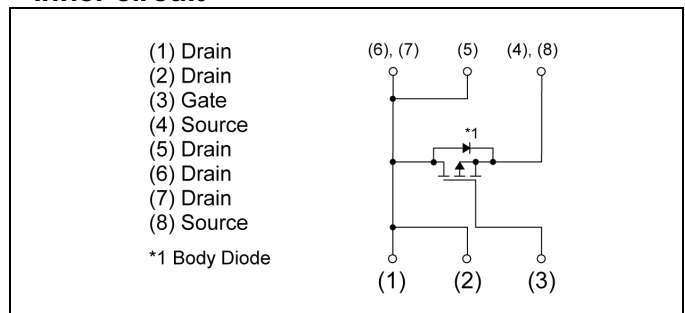 Inner circuit
(1) Drain
(2) Drain
(3) Gate
(4) Source
(5) Drain
(6) Drain
(7) Drain
(8) Source
*1 Body Diode
(6), (7) (5) (4), (8)
*1
(1) (2) (3)